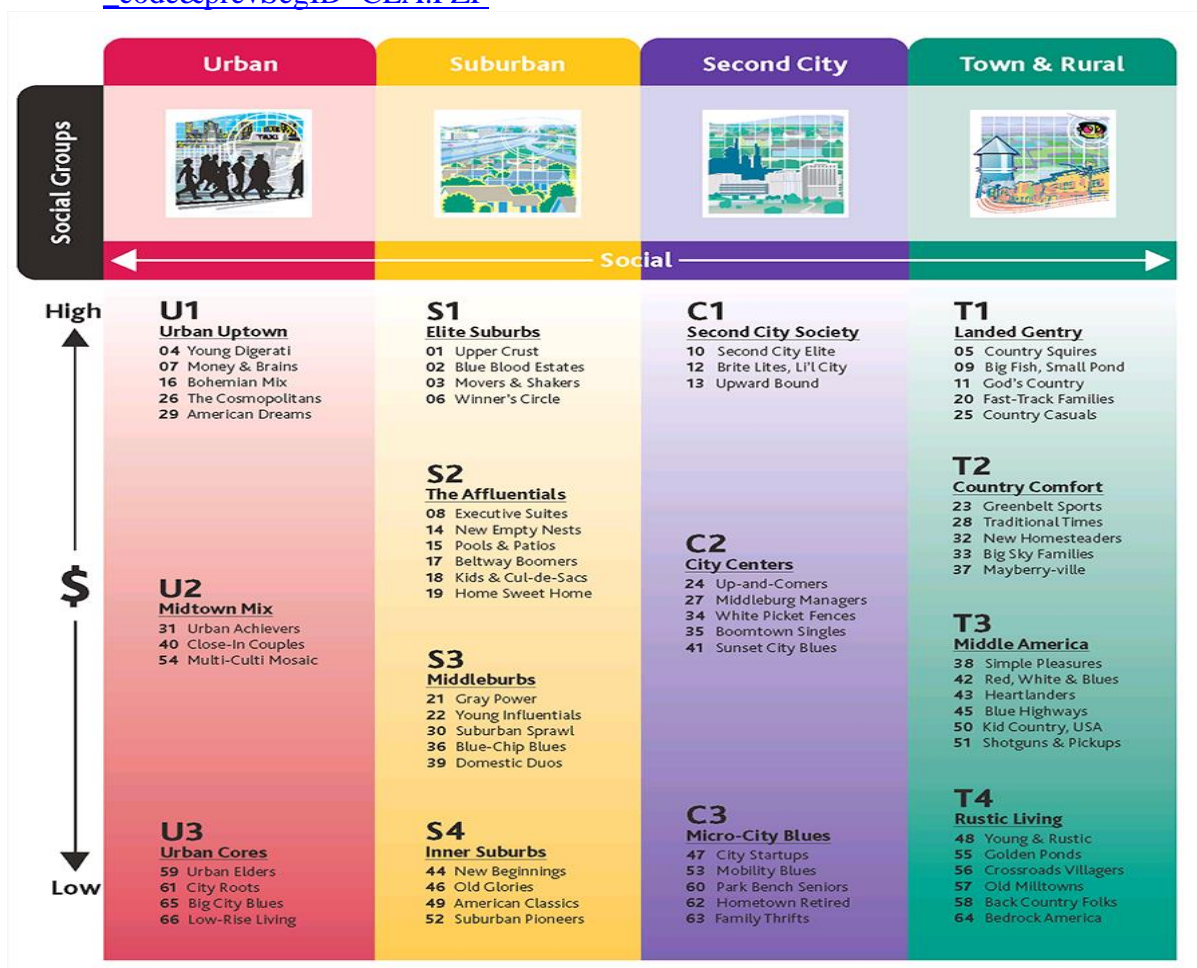 _code&prevSegID=CLA.PZP
Urban
Suburban
Second City
Town & Rural
Social Groups
TAXI
Social
High
$
Low
U1
Urban Uptown
04 Young Digerati
07 Money & Brains
16 Bohemian Mix
26 The Cosmopolitans
29 American Dreams
U2
Midtown Mix
31 Urban Achievers
40 Close-In Couples
54 Multi-Culti Mosaic
U3
Urban Cores
59 Urban Elders
61 City Roots
65 Big City Blues
66 Low-Rise Living
S1
Elite Suburbs
01 Upper Crust
02 Blue Blood Estates
03 Movers & Shakers
06 Winner's Circle
S2
The Affluentials
08 Executive Suites
14 New Empty Nests
15 Pools & Patios
17 Beltway Boomers
18 Kids & Cul-de-Sacs
19 Home Sweet Home
S3
Middleburbs
21 Gray Power
22 Young Influentials
30 Suburban Sprawl
36 Blue-Chip Blues
39 Domestic Duos
S4
Inner Suburbs
44 New Beginnings
46 Old Glories
49 American Classics
52 Suburban Pioneers
C1
Second City Society
10 Second City Elite
12 Brite Lites, Li'l City
13 Upward Bound
C2
City Centers
24 Up-and-Comers
27 Middleburg Managers
34 White Picket Fences
35 Boomtown Singles
41 Sunset City Blues
C3
Micro-City Blues
47 City Startups
53 Mobility Blues
60 Park Bench Seniors
62 Hometown Retired
63 Family Thrifts
T1
Landed Gentry
05 Country Squires
09 Big Fish, Small Pond
11 God's Country
20 Fast-Track Families
25 Country Casuals
T2
Country Comfort
23 Greenbelt Sports
28 Traditional Times
32 New Homesteaders
33 Big Sky Families
37 Mayberry-ville
T3
Middle America
38 Simple Pleasures
42 Red, White & Blues
43 Heartlanders
45 Blue Highways
50 Kid Country, USA
51 Shotguns & Pickups
T4
Rustic Living
48 Young & Rustic
55 Golden Ponds
56 Crossroads Villagers
57 Old Milltowns
58 Back Country Folks
64 Bedrock America